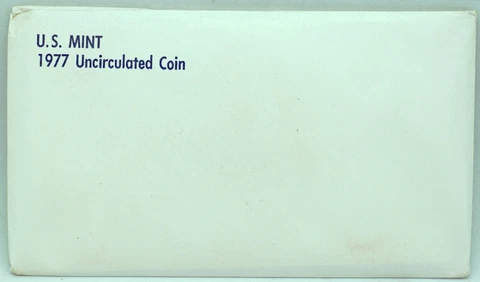 U.S. MINT
1977 Uncirculated Coin